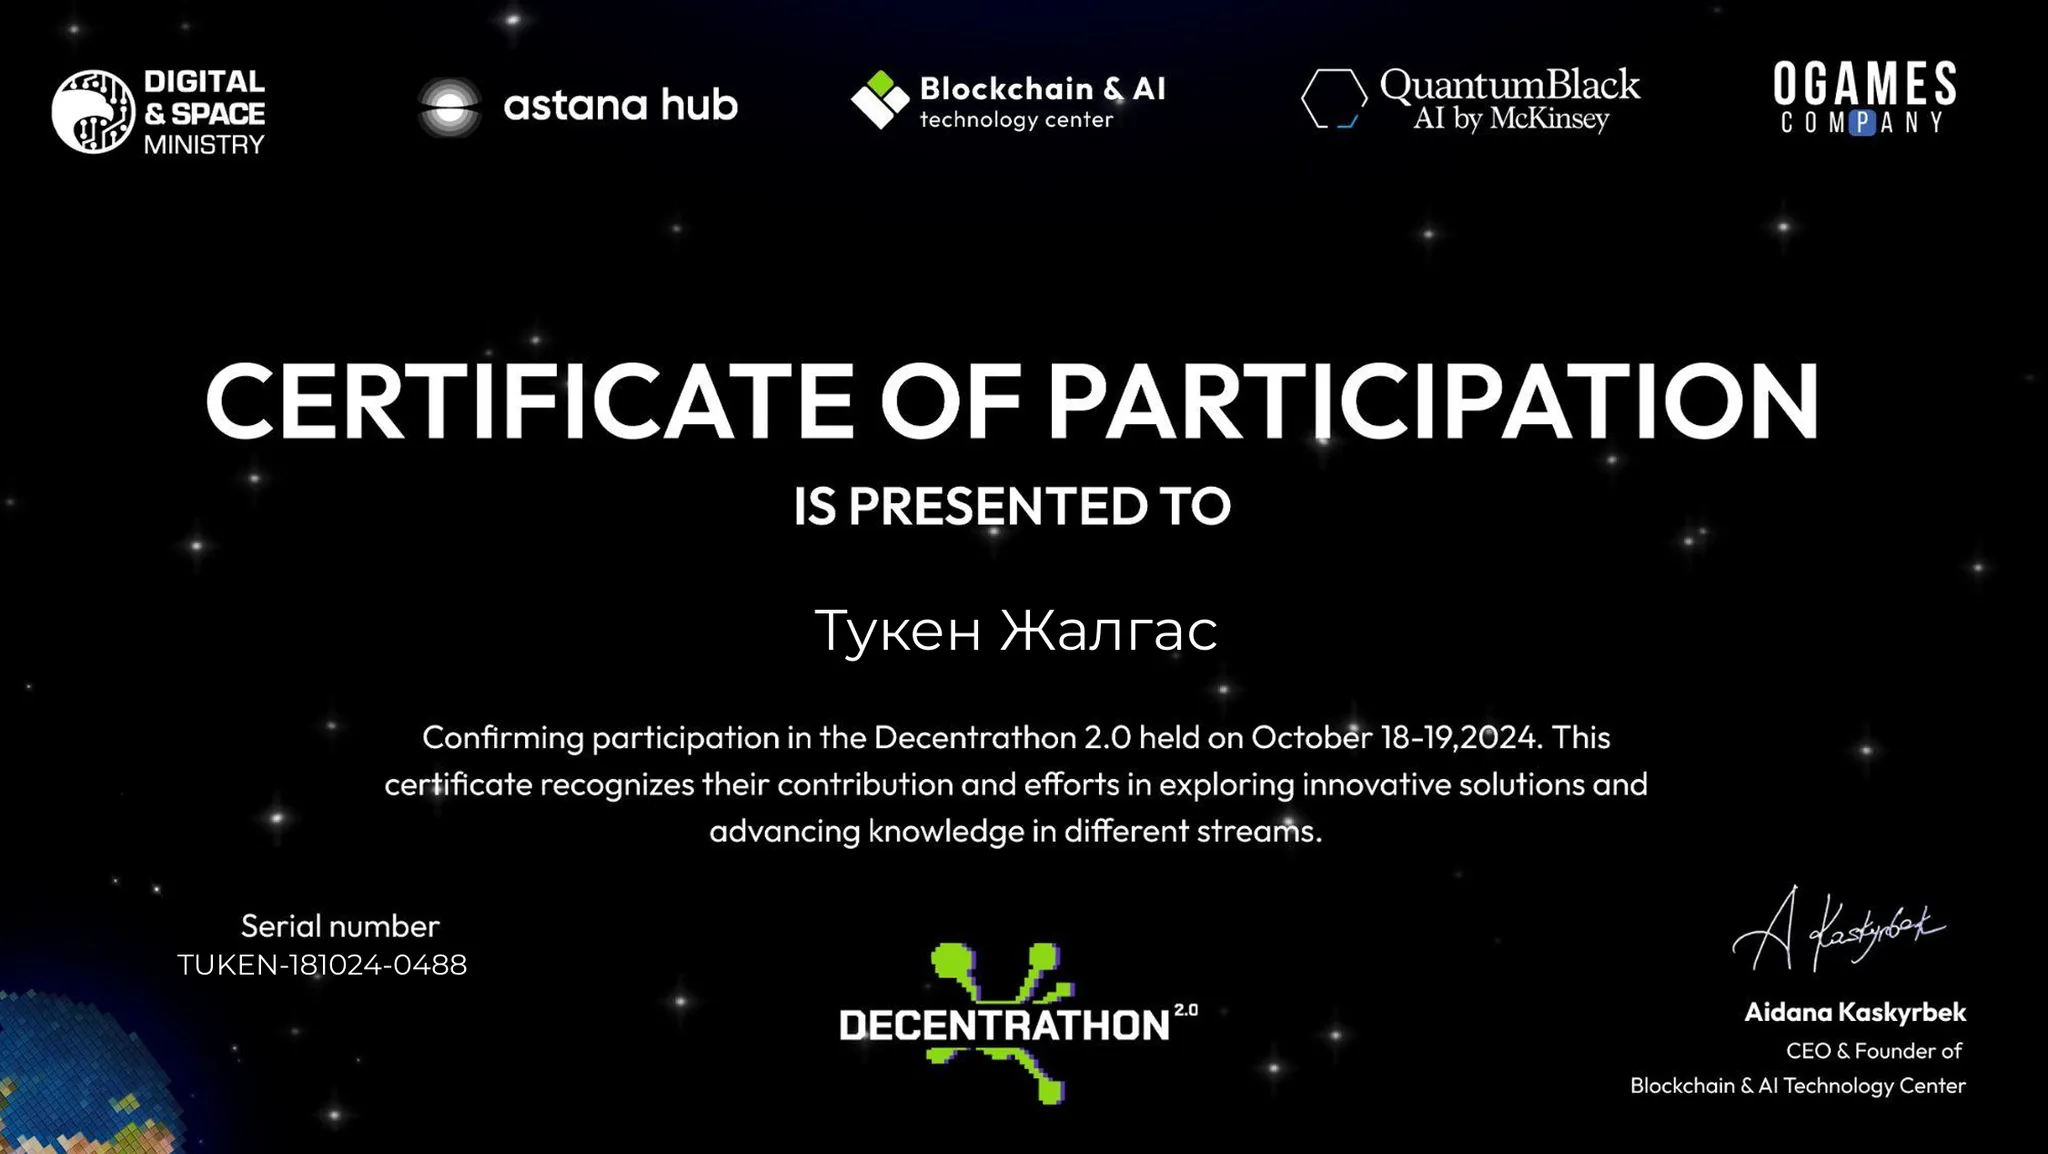 DIGITAL
& SPACE
MINISTRY
astana hub
Blockchain & AI
technology center
QuantumBlack
AI by McKinsey
OGAMES
COMPANY
CERTIFICATE OF PARTICIPATION
IS PRESENTED TO
Тукен Жалгас
Confirming participation in the Decentrathon 2.0 held on October 18-19,2024. This
certificate recognizes their contribution and efforts in exploring innovative solutions and
advancing knowledge in different streams.
Serial number
TUKEN-181024-0488
DECENTRATHON 2.0
A Kaskyrbek
Aidana Kaskyrbek
CEO & Founder of
Blockchain & AI Technology Center